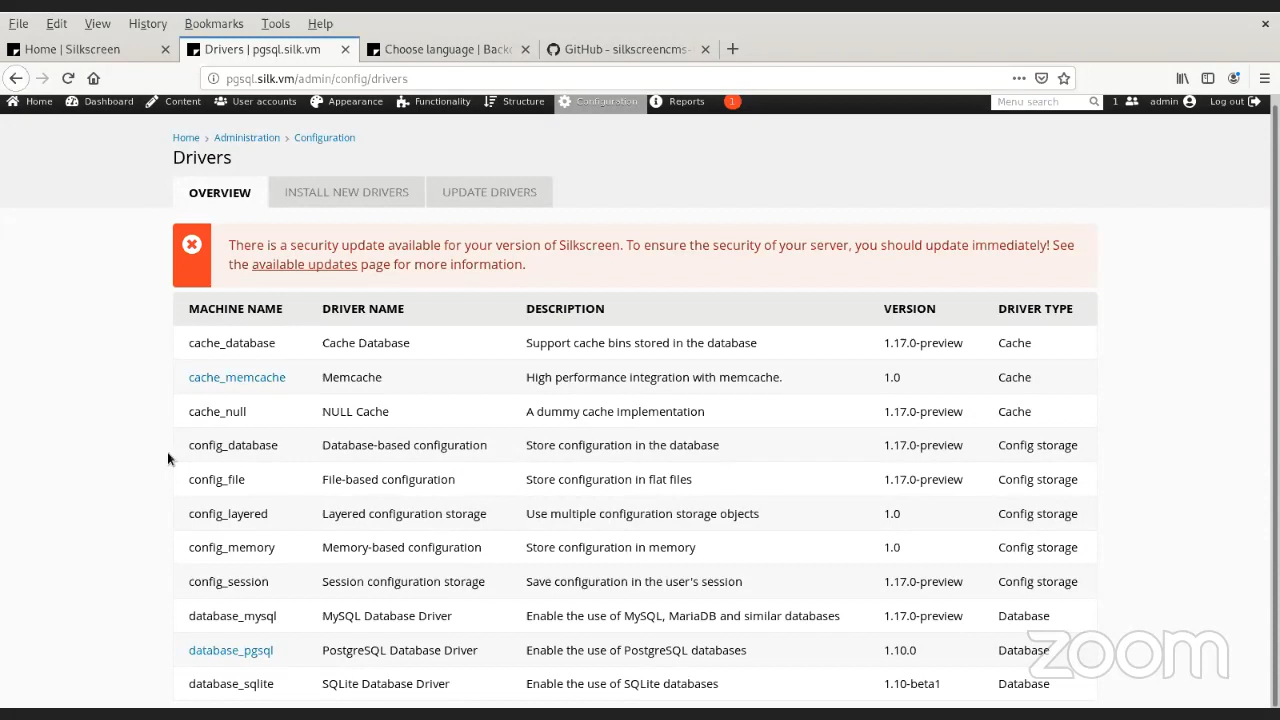 File Edit View History Bookmarks Tools Help
Home | Silkscreen
Drivers | pgsql.silk.vm
Choose language | Backd
GitHub - silkscreencms-
pgsql.silk.vm/admin/config/drivers
Home Dashboard Content User accounts Appearance Functionality Structure Configuration Reports 1 Menu search 1 admin Log out
Home › Administration › Configuration
Drivers
OVERVIEW INSTALL NEW DRIVERS UPDATE DRIVERS
There is a security update available for your version of Silkscreen. To ensure the security of your server, you should update immediately! See
the available updates page for more information.
MACHINE NAME DRIVER NAME DESCRIPTION VERSION DRIVER TYPE
cache_database Cache Database Support cache bins stored in the database 1.17.0-preview Cache
cache_memcache Memcache High performance integration with memcache. 1.0 Cache
cache_null NULL Cache A dummy cache implementation 1.17.0-preview Cache
config_database Database-based configuration Store configuration in the database 1.17.0-preview Config storage
config_file File-based configuration Store configuration in flat files 1.17.0-preview Config storage
config_layered Layered configuration storage Use multiple configuration storage objects 1.0 Config storage
config_memory Memory-based configuration Store configuration in memory 1.0 Config storage
config_session Session configuration storage Save configuration in the user's session 1.17.0-preview Config storage
database_mysql MySQL Database Driver Enable the use of MySQL, MariaDB and similar databases 1.17.0-preview Database
database_pgsql PostgreSQL Database Driver Enable the use of PostgreSQL databases 1.10.0 Database
database_sqlite SQLite Database Driver Enable the use of SQLite databases 1.10-beta1 Database
zoom